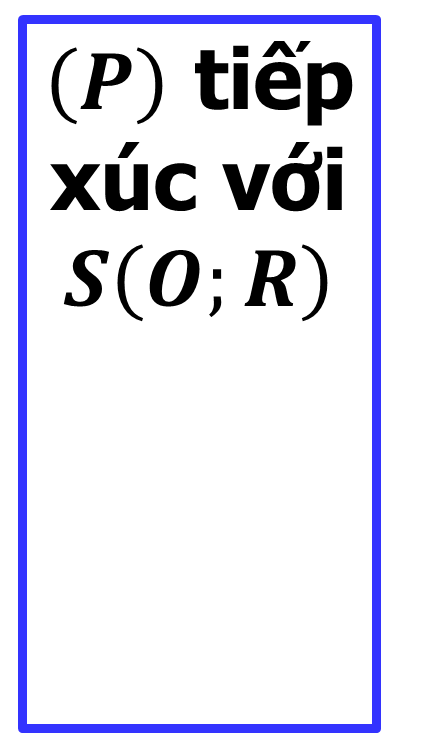 (P) tiếp
xúc với
S(O; R)